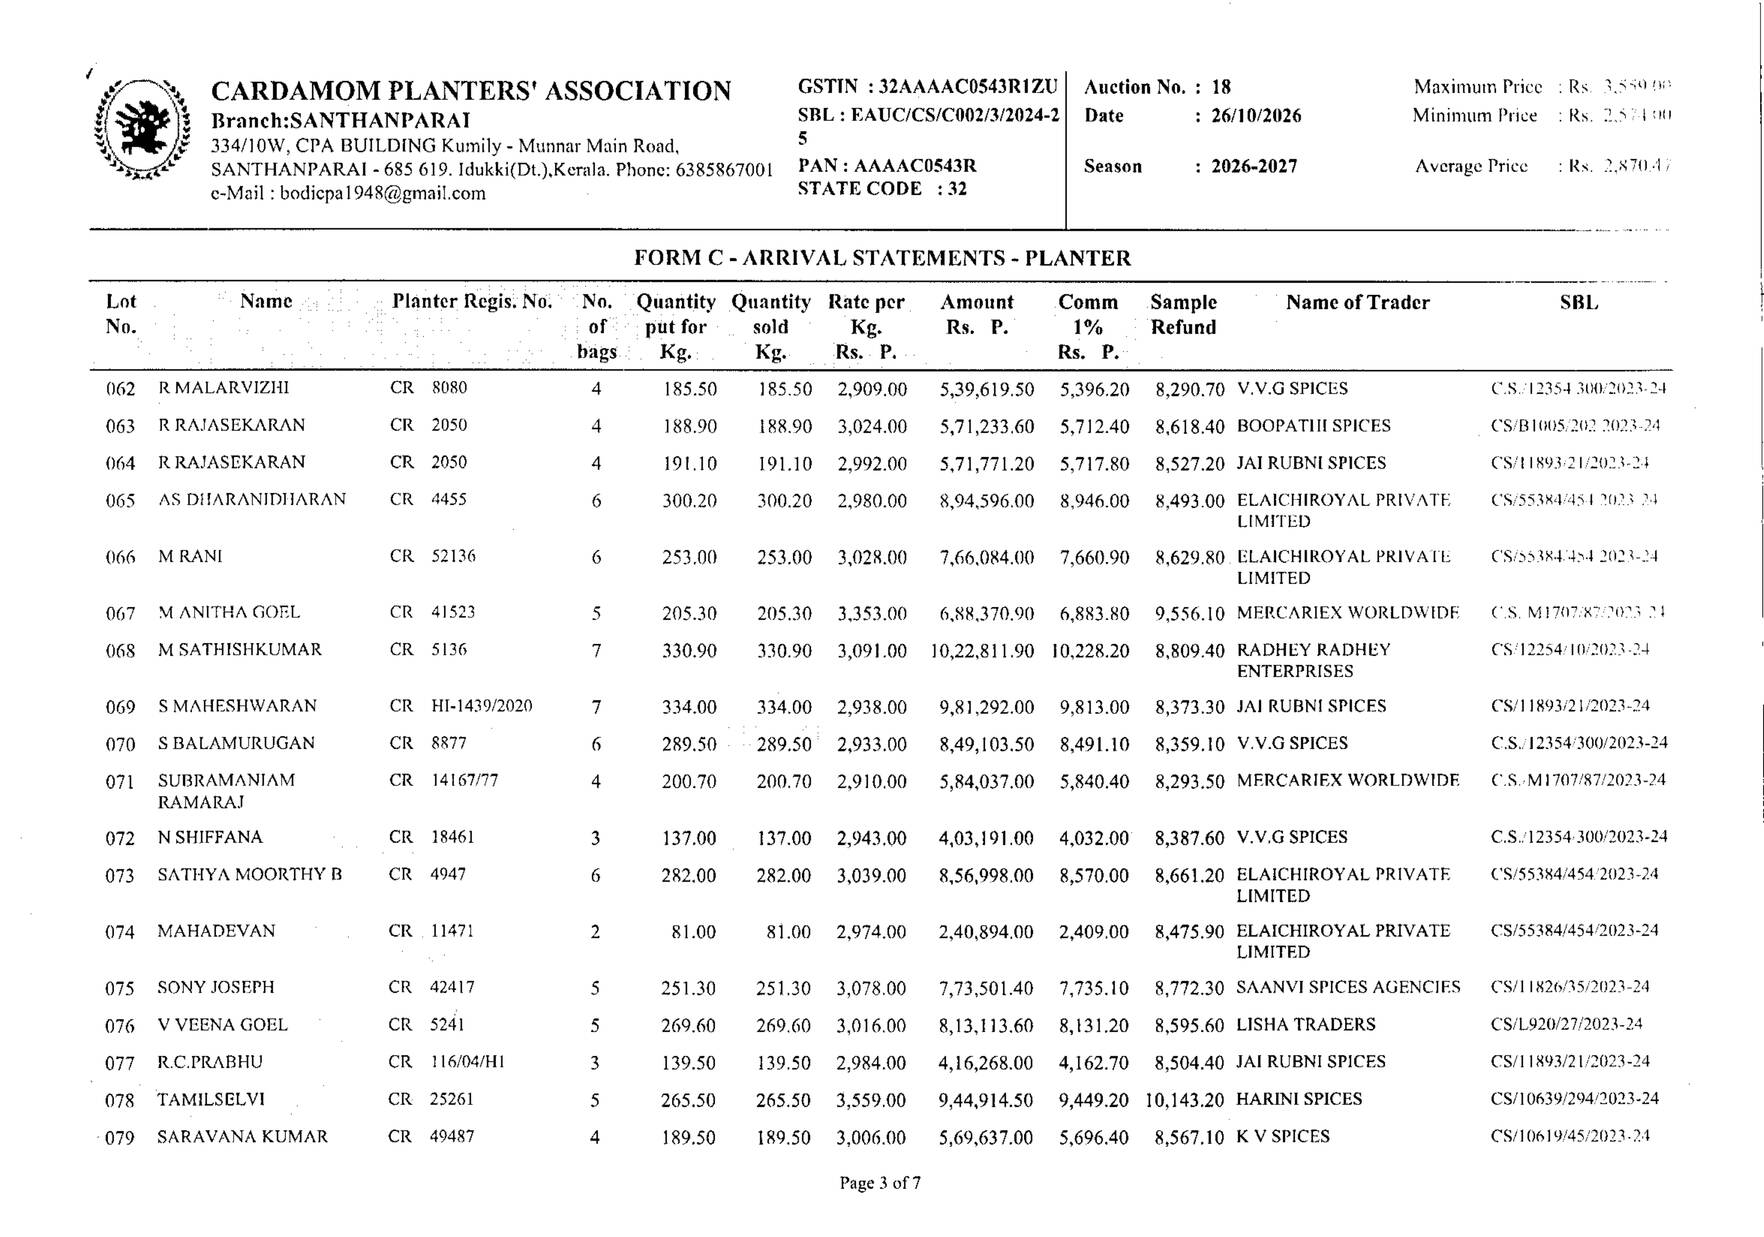 CARDAMOM PLANTERS' ASSOCIATION
Branch:SANTHANPARAI
334/10W, CPA BUILDING Kumily - Munnar Main Road,
SANTHANPARAI - 685 619. Idukki(Dt.),Kerala. Phone: 6385867001
e-Mail : bodicpa1948@gmail.com
GSTIN : 32AAAAC0543R1ZU
SBL : EAUC/CS/C002/3/2024-2
5
PAN : AAAAC0543R
STATE CODE : 32
Auction No. : 18
Date : 26/10/2026
Season : 2026-2027
Maximum Price : Rs. 3,559.00
Minimum Price : Rs.
Average Price : Rs. 2,870.47
FORM C - ARRIVAL STATEMENTS - PLANTER
Lot No. Name Planter Regis. No. No. of bags Quantity put for Kg. Quantity sold Kg. Rate per Kg. Rs. P. Amount Rs. P. Comm 1% Rs. P. Sample Refund Name of Trader SBL
062 R MALARVIZHI CR 8080 4 185.50 185.50 2,909.00 5,39,619.50 5,396.20 8,290.70 V.V.G SPICES C.S./12354/300/2023-24
063 R RAJASEKARAN CR 2050 4 188.90 188.90 3,024.00 5,71,233.60 5,712.40 8,618.40 BOOPATHI SPICES CS/B1005/202/2023-24
064 R RAJASEKARAN CR 2050 4 191.10 191.10 2,992.00 5,71,771.20 5,717.80 8,527.20 JAI RUBNI SPICES CS/11893/21/2023-24
065 AS DHARANIDHARAN CR 4455 6 300.20 300.20 2,980.00 8,94,596.00 8,946.00 8,493.00 ELAICHIROYAL PRIVATE CS/55384/454/2023-24
LIMITED
066 M RANI CR 52136 6 253.00 253.00 3,028.00 7,66,084.00 7,660.90 8,629.80 ELAICHIROYAL PRIVATE CS/55384/454/2023-24
LIMITED
067 M ANITHA GOEL CR 41523 5 205.30 205.30 3,353.00 6,88,370.90 6,883.80 9,556.10 MERCARIEX WORLDWIDE C.S./M1707/87/2023-24
068 M SATHISHKUMAR CR 5136 7 330.90 330.90 3,091.00 10,22,811.90 10,228.20 8,809.40 RADHEY RADHEY CS/12254/10/2023-24
ENTERPRISES
069 S MAHESHWARAN CR HI-1439/2020 7 334.00 334.00 2,938.00 9,81,292.00 9,813.00 8,373.30 JAI RUBNI SPICES CS/11893/21/2023-24
070 S BALAMURUGAN CR 8877 6 289.50 289.50 2,933.00 8,49,103.50 8,491.10 8,359.10 V.V.G SPICES C.S./12354/300/2023-24
071 SUBRAMANIAM CR 14167/77 4 200.70 200.70 2,910.00 5,84,037.00 5,840.40 8,293.50 MERCARIEX WORLDWIDE C.S./M1707/87/2023-24
RAMARAJ
072 N SHIFFANA CR 18461 3 137.00 137.00 2,943.00 4,03,191.00 4,032.00 8,387.60 V.V.G SPICES C.S./12354/300/2023-24
073 SATHYA MOORTHY B CR 4947 6 282.00 282.00 3,039.00 8,56,998.00 8,570.00 8,661.20 ELAICHIROYAL PRIVATE CS/55384/454/2023-24
LIMITED
074 MAHADEVAN CR 11471 2 81.00 81.00 2,974.00 2,40,894.00 2,409.00 8,475.90 ELAICHIROYAL PRIVATE CS/55384/454/2023-24
LIMITED
075 SONY JOSEPH CR 42417 5 251.30 251.30 3,078.00 7,73,501.40 7,735.10 8,772.30 SAANVI SPICES AGENCIES CS/11826/35/2023-24
076 V VEENA GOEL CR 5241 5 269.60 269.60 3,016.00 8,13,113.60 8,131.20 8,595.60 LISHA TRADERS CS/L920/27/2023-24
077 R.C.PRABHU CR 116/04/HI 3 139.50 139.50 2,984.00 4,16,268.00 4,162.70 8,504.40 JAI RUBNI SPICES CS/11893/21/2023-24
078 TAMILSELVI CR 25261 5 265.50 265.50 3,559.00 9,44,914.50 9,449.20 10,143.20 HARINI SPICES CS/10639/294/2023-24
079 SARAVANA KUMAR CR 49487 4 189.50 189.50 3,006.00 5,69,637.00 5,696.40 8,567.10 K V SPICES CS/10619/45/2023-24
Page 3 of 7